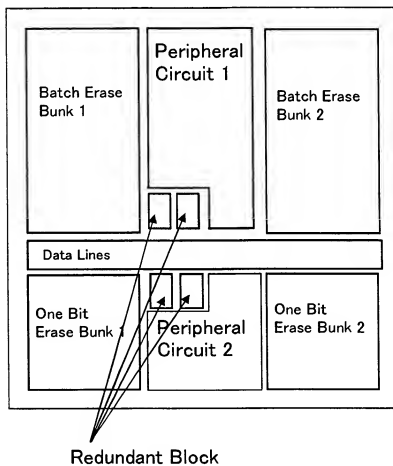 Peripheral
Circuit 1
Batch Erase
Bunk 1
Batch Erase
Bunk 2
Data Lines
One Bit
Erase Bunk 1
Peripheral
Circuit 2
One Bit
Erase Bunk 2
Redundant Block